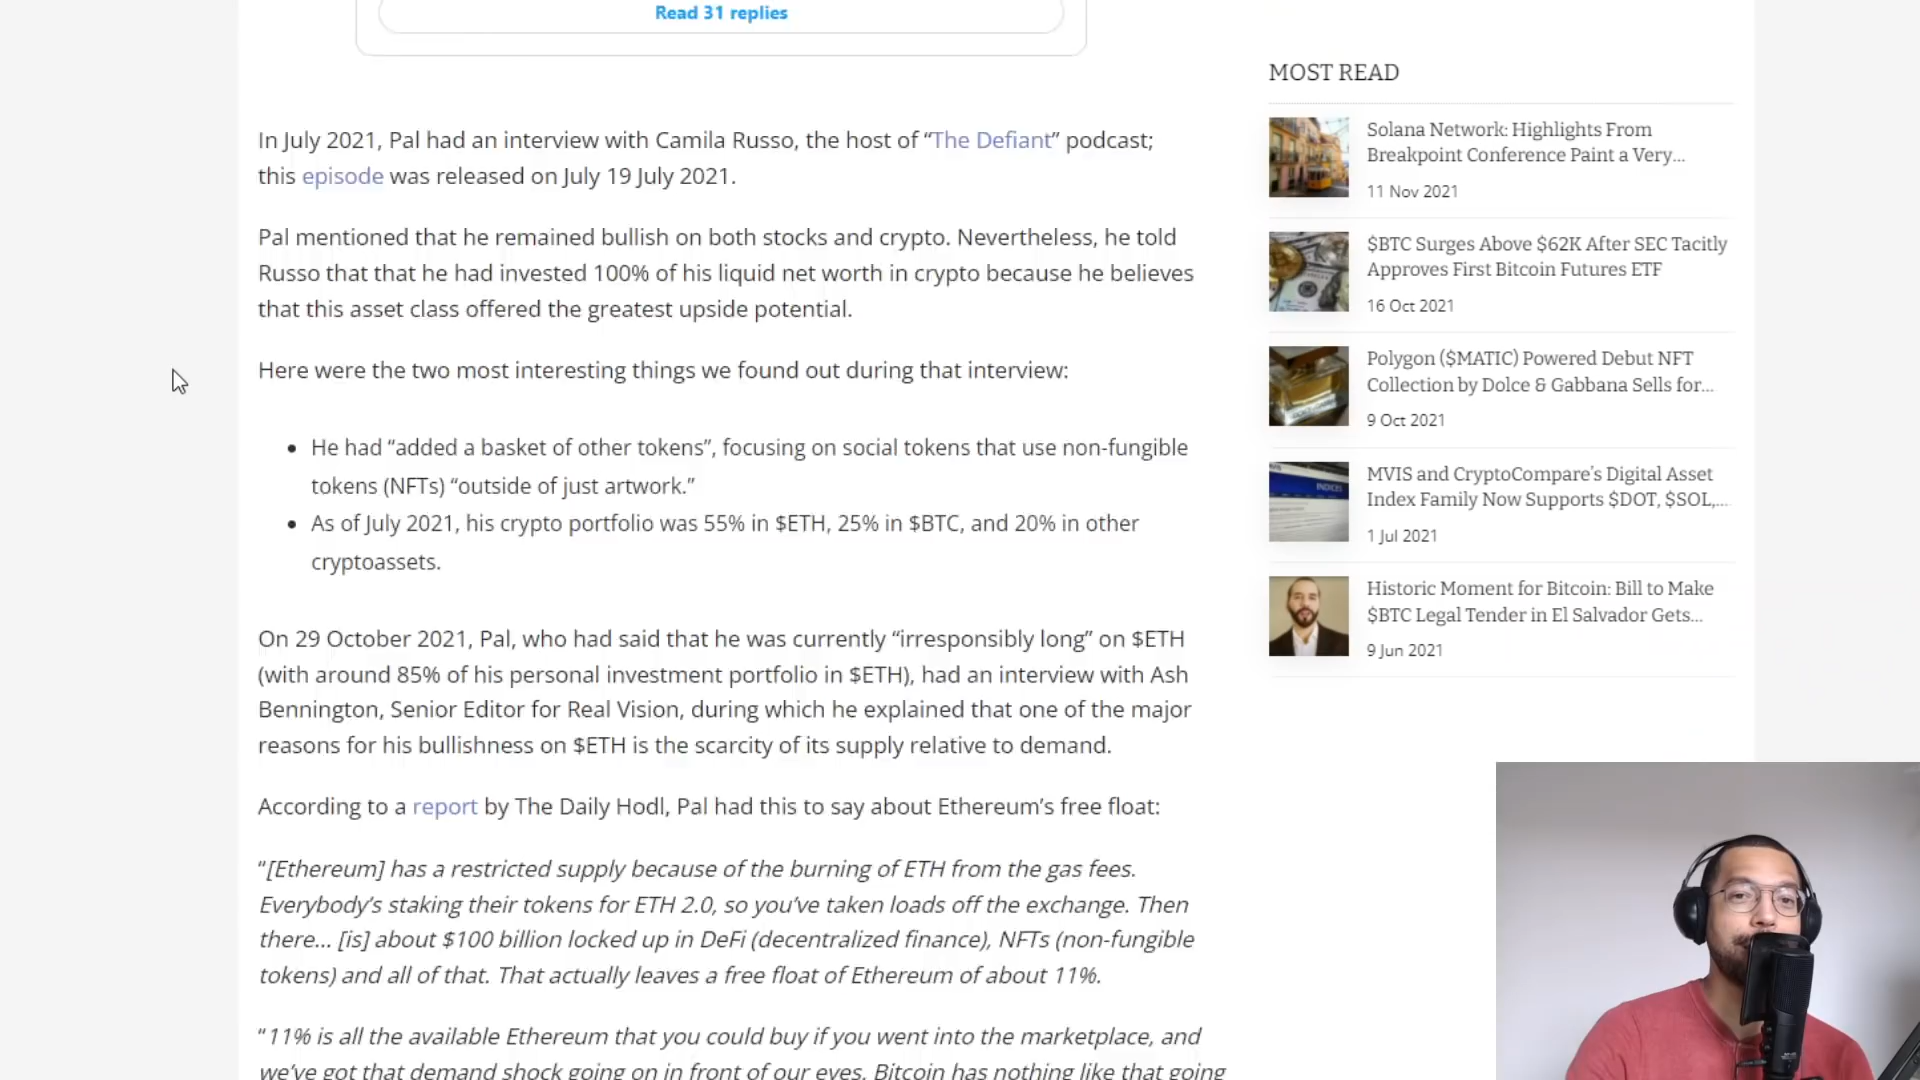 Read 31 replies
In July 2021, Pal had an interview with Camila Russo, the host of “The Defiant” podcast;
this episode was released on July 19 July 2021.
Pal mentioned that he remained bullish on both stocks and crypto. Nevertheless, he told
Russo that that he had invested 100% of his liquid net worth in crypto because he believes
that this asset class offered the greatest upside potential.
Here were the two most interesting things we found out during that interview:
• He had “added a basket of other tokens”, focusing on social tokens that use non-fungible
tokens (NFTs) “outside of just artwork.”
• As of July 2021, his crypto portfolio was 55% in $ETH, 25% in $BTC, and 20% in other
cryptoassets.
On 29 October 2021, Pal, who had said that he was currently “irresponsibly long” on $ETH
(with around 85% of his personal investment portfolio in $ETH), had an interview with Ash
Bennington, Senior Editor for Real Vision, during which he explained that one of the major
reasons for his bullishness on $ETH is the scarcity of its supply relative to demand.
According to a report by The Daily Hodl, Pal had this to say about Ethereum’s free float:
“[Ethereum] has a restricted supply because of the burning of ETH from the gas fees.
Everybody’s staking their tokens for ETH 2.0, so you’ve taken loads off the exchange. Then
there… [is] about $100 billion locked up in DeFi (decentralized finance), NFTs (non-fungible
tokens) and all of that. That actually leaves a free float of Ethereum of about 11%.
“11% is all the available Ethereum that you could buy if you went into the marketplace, and
we’ve got that demand shock going on in front of our eyes. Bitcoin has nothing like that going
MOST READ
Solana Network: Highlights From
Breakpoint Conference Paint a Very...
11 Nov 2021
$BTC Surges Above $62K After SEC Tacitly
Approves First Bitcoin Futures ETF
16 Oct 2021
Polygon ($MATIC) Powered Debut NFT
Collection by Dolce & Gabbana Sells for...
9 Oct 2021
INDICES
MVIS and CryptoCompare’s Digital Asset
Index Family Now Supports $DOT, $SOL,...
1 Jul 2021
Historic Moment for Bitcoin: Bill to Make
$BTC Legal Tender in El Salvador Gets...
9 Jun 2021